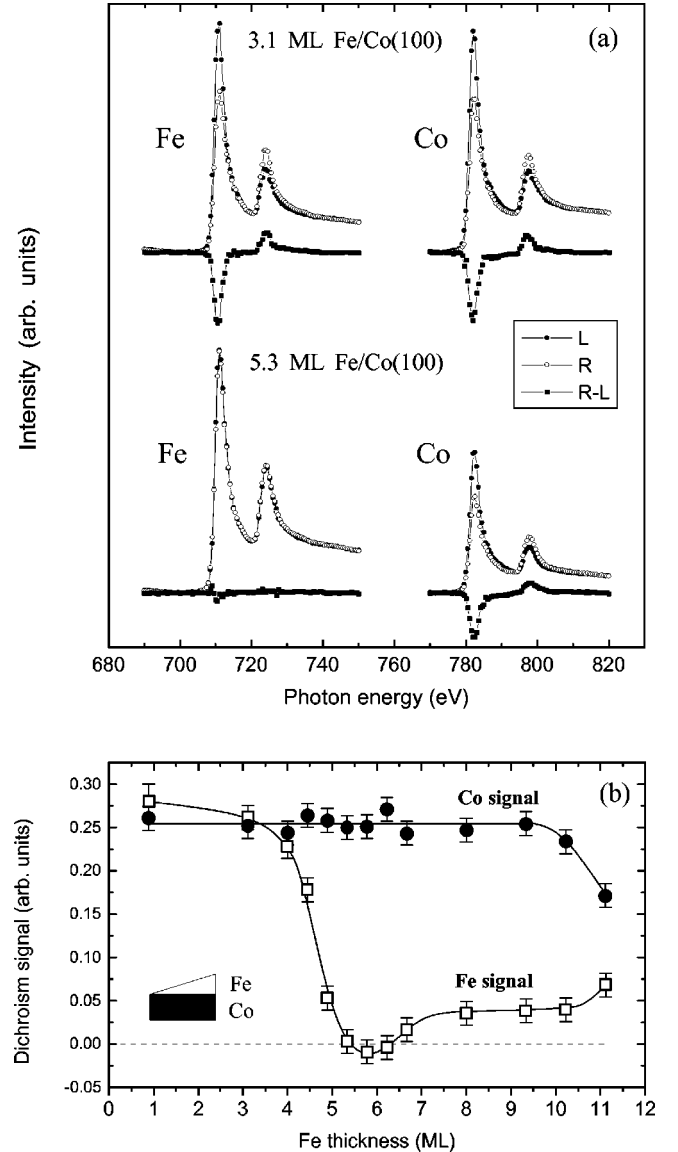 3.1 ML Fe/Co(100)
(a)
Fe
Co
5.3 ML Fe/Co(100)
L
R
R-L
Fe
Co
Intensity (arb. units)
680 700 720 740 760 780 800 820
Photon energy (eV)
(b)
0.30
0.25
0.20
0.15
0.10
0.05
0.00
-0.05
Co signal
Fe signal
Fe
Co
Dichroism signal (arb. units)
0 1 2 3 4 5 6 7 8 9 10 11 12
Fe thickness (ML)